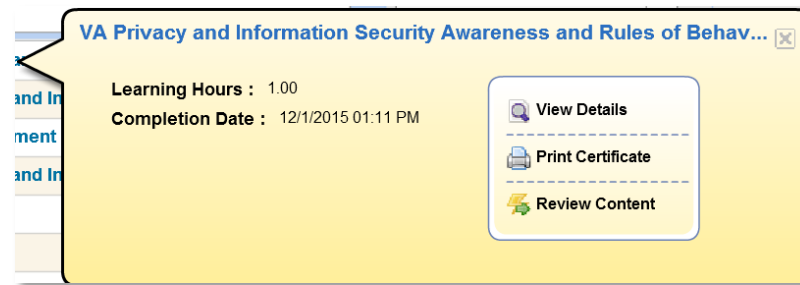 VA Privacy and Information Security Awareness and Rules of Behav...
Learning Hours : 1.00
Completion Date : 12/1/2015 01:11 PM
View Details
Print Certificate
Review Content
and In
ment
and In